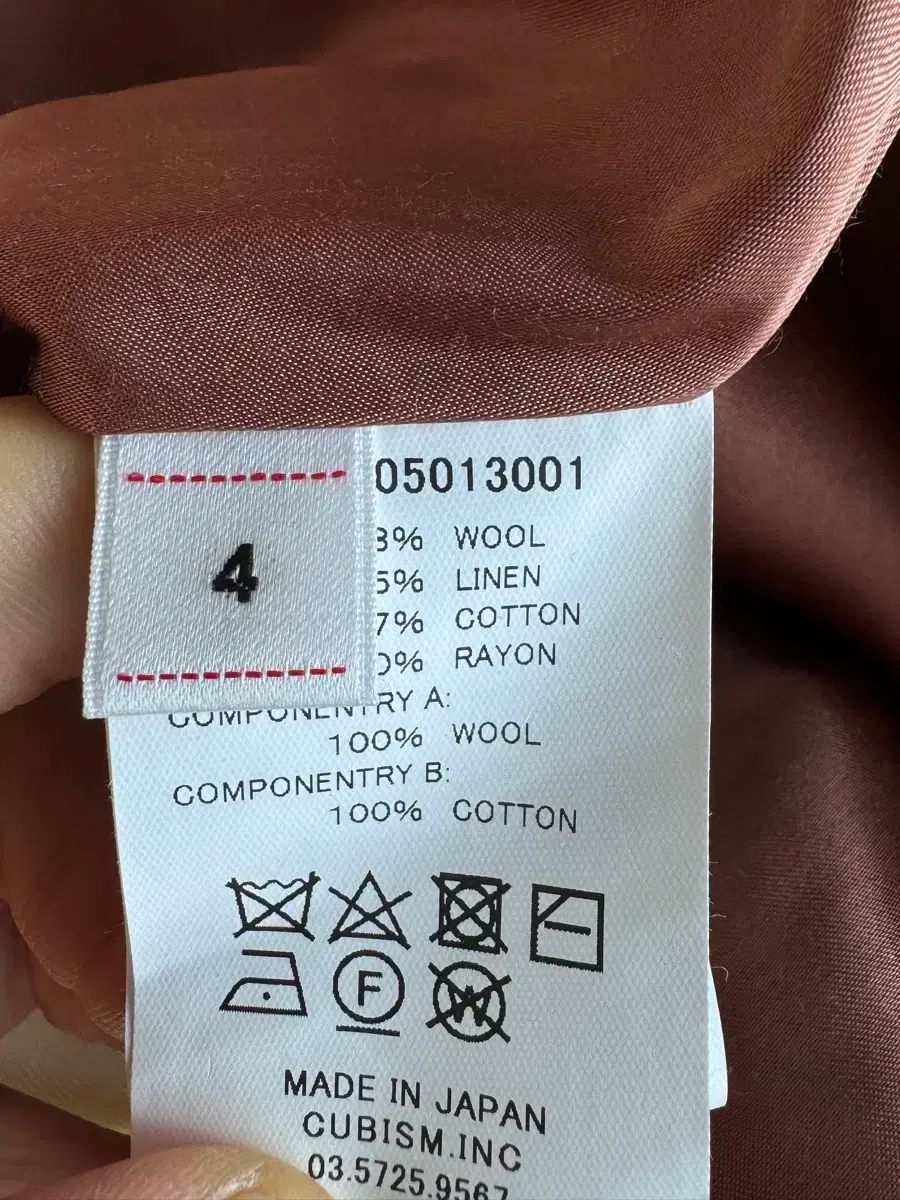 4
05013001
3% WOOL
5% LINEN
7% COTTON
0% RAYON
COMPONENTRY A:
100% WOOL
COMPONENTRY B:
100% COTTON
F
W
MADE IN JAPAN
CUBISM.INC
03.5725.9567